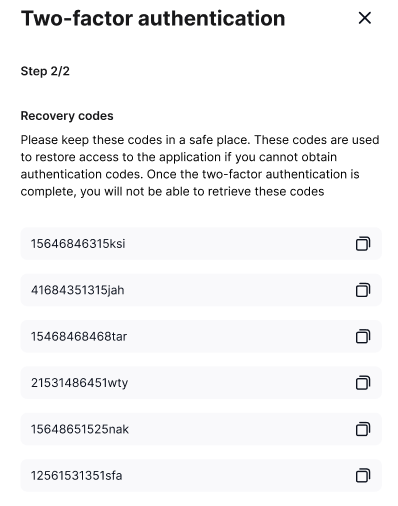 Two-factor authentication
Step 2/2
Recovery codes
Please keep these codes in a safe place. These codes are used
to restore access to the application if you cannot obtain
authentication codes. Once the two-factor authentication is
complete, you will not be able to retrieve these codes
15646846315ksi
41684351315jah
15468468468tar
21531486451wty
15648651525nak
12561531351sfa